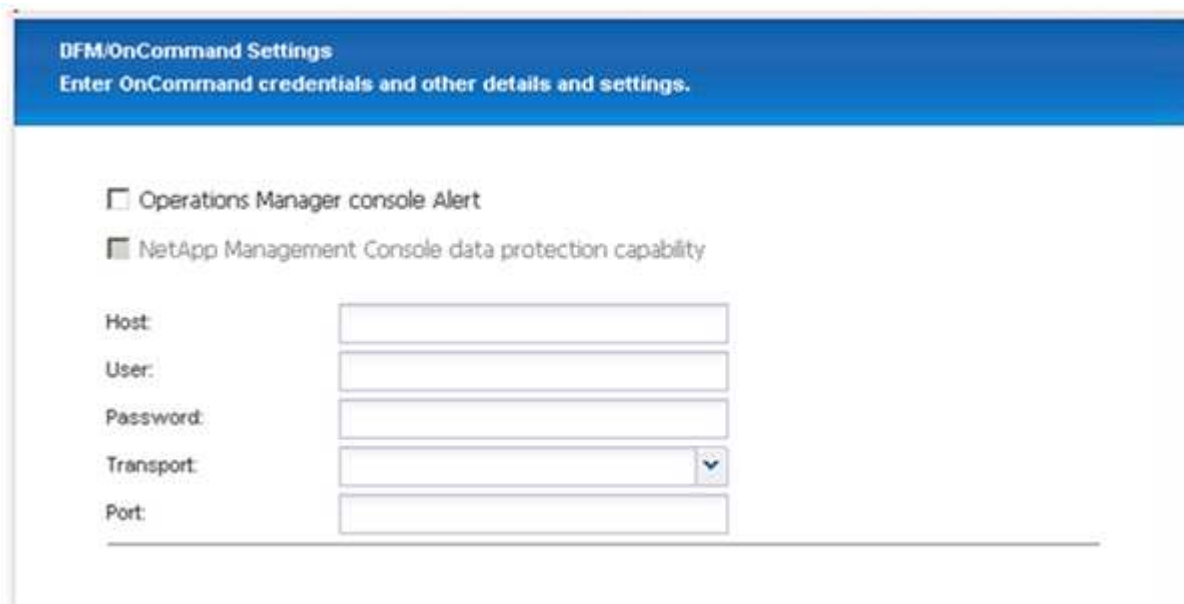 DFM/OnCommand Settings
Enter OnCommand credentials and other details and settings.
Operations Manager console Alert
NetApp Management Console data protection capability
Host:
User:
Password:
Transport:
Port: